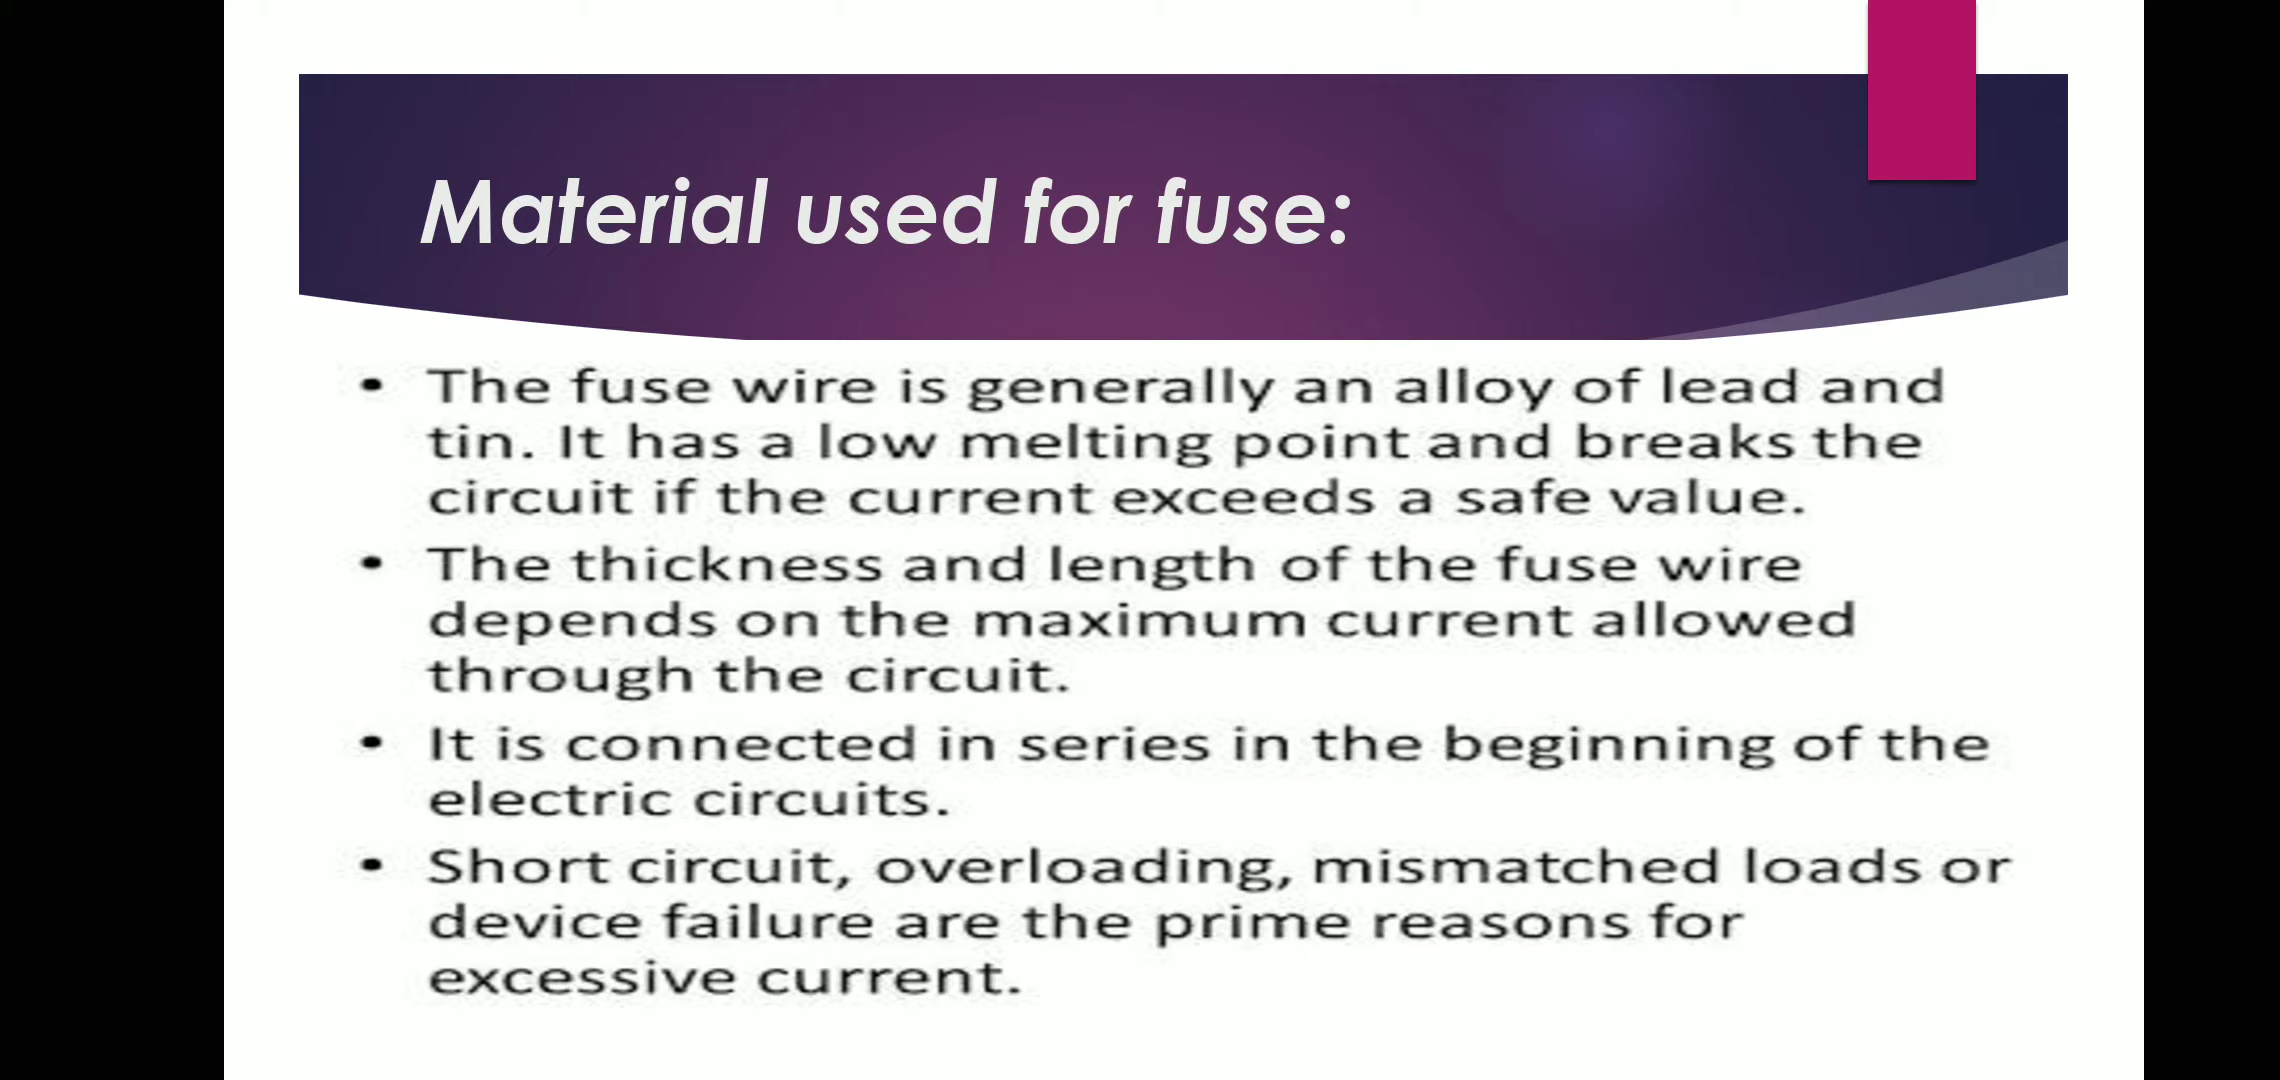 Material used for fuse:
• The fuse wire is generally an alloy of lead and
tin. It has a low melting point and breaks the
circuit if the current exceeds a safe value.
• The thickness and length of the fuse wire
depends on the maximum current allowed
through the circuit.
• It is connected in series in the beginning of the
electric circuits.
• Short circuit, overloading, mismatched loads or
device failure are the prime reasons for
excessive current.